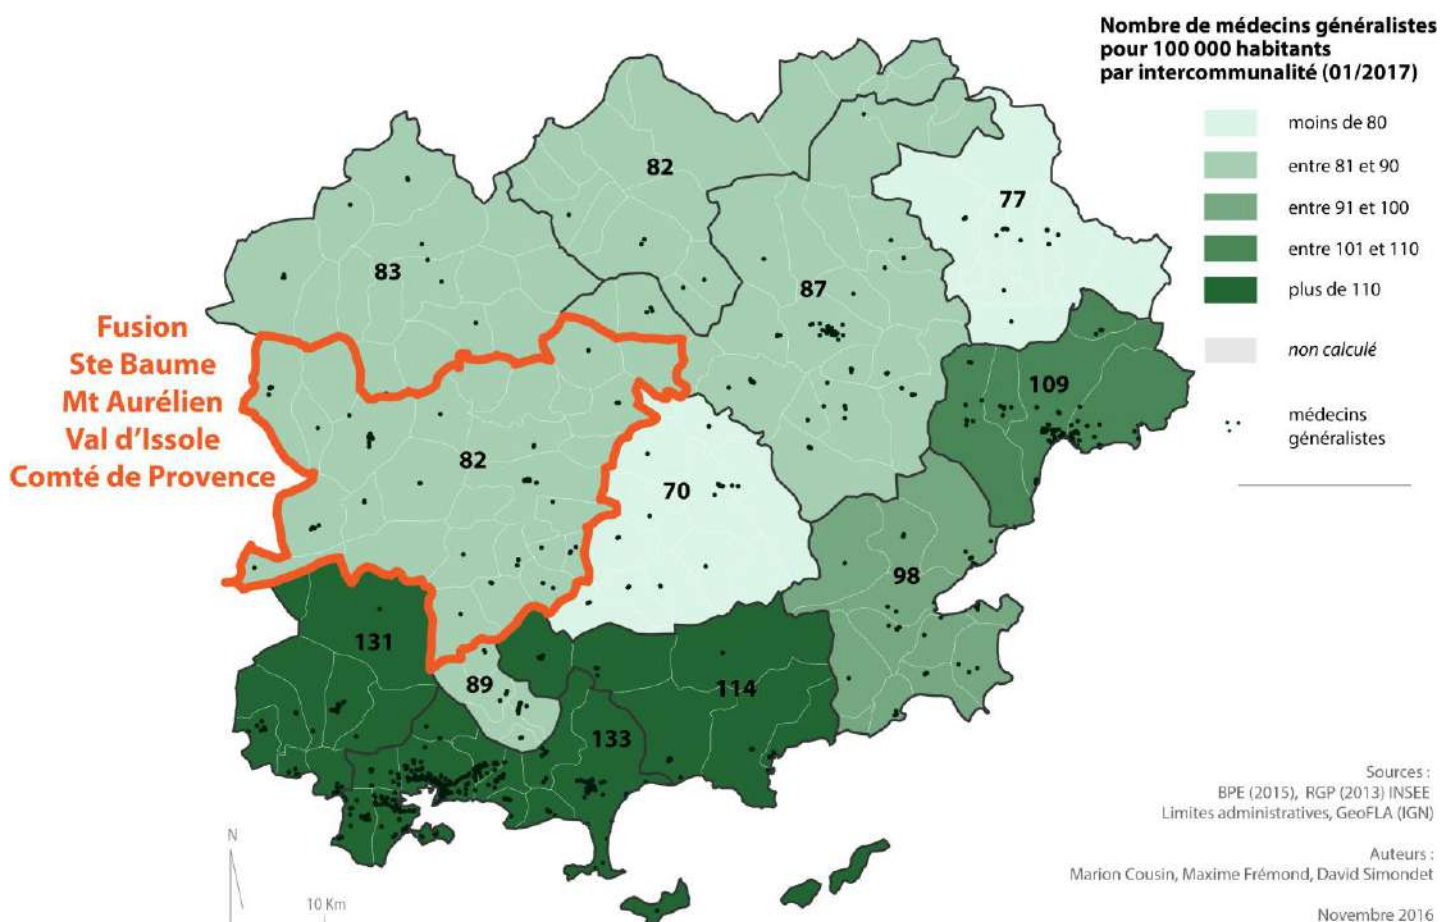 Nombre de médecins généralistes
pour 100 000 habitants
par intercommunalité (01/2017)
moins de 80
entre 81 et 90
entre 91 et 100
entre 101 et 110
plus de 110
non calculé
médecins
généralistes
82
77
83
87
109
Fusion
Ste Baume
Mt Aurélien
Val d'Issole
Comté de Provence
82
70
98
131
89
114
133
Sources :
BPE (2015), RGP (2013) INSEE
Limites administratives, GeoFLA (IGN)
Auteurs :
Marion Cousin, Maxime Frémond, David Simondet
Novembre 2016
N
10 Km